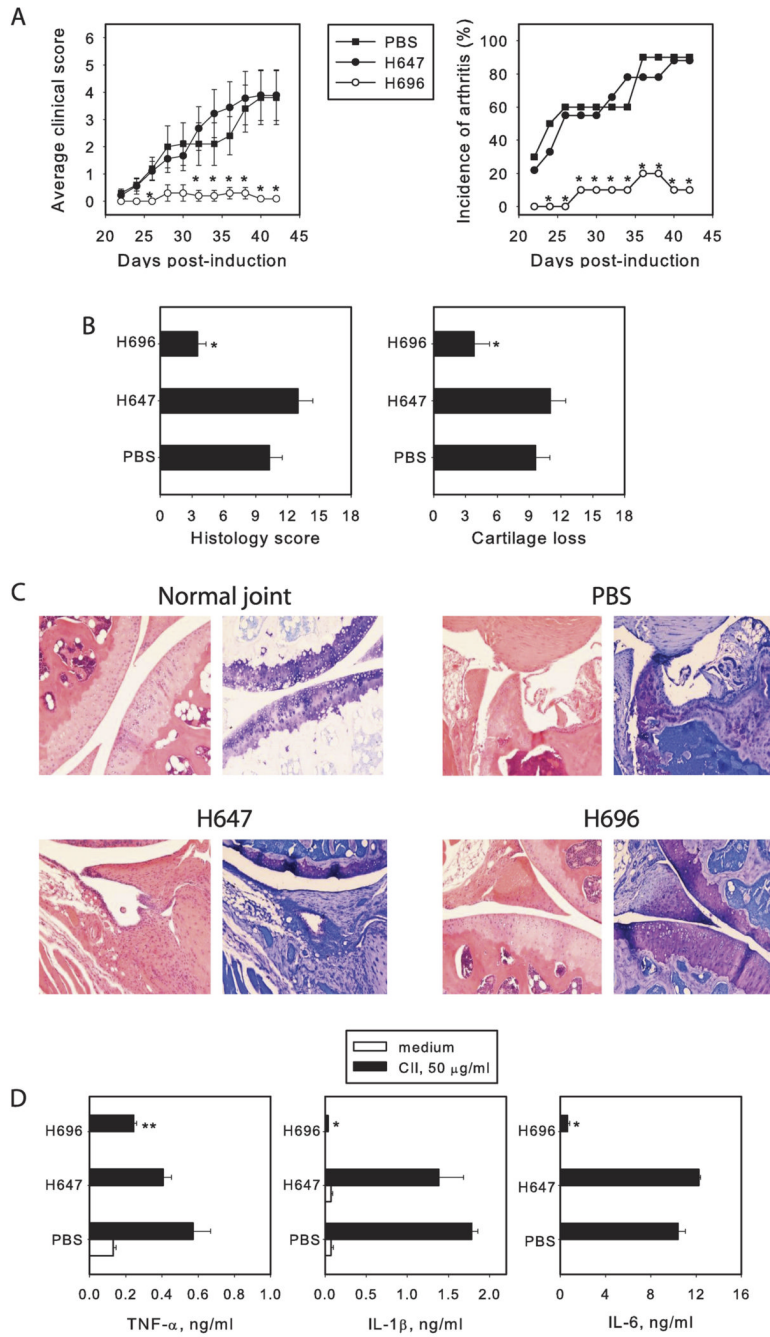 A
PBS
H647
H696
Average clinical score
6
5
4
3
2
1
0
* * * * * * *
20 25 30 35 40 45
Days post-induction
Incidence of arthritis (%)
100
80
60
40
20
0
* * * * * * * * * *
20 25 30 35 40 45
Days post-induction
B
H696
*
H647
PBS
0 3 6 9 12 15 18
Histology score
H696
*
H647
PBS
0 3 6 9 12 15 18
Cartilage loss
C
Normal joint
PBS
H647
H696
medium
CII, 50 μg/ml
D
H696
**
H647
PBS
0.0 0.2 0.4 0.6 0.8 1.0
TNF-α, ng/ml
H696
*
H647
PBS
0.0 0.5 1.0 1.5 2.0
IL-1β, ng/ml
H696
*
H647
PBS
0 4 8 12 16
IL-6, ng/ml